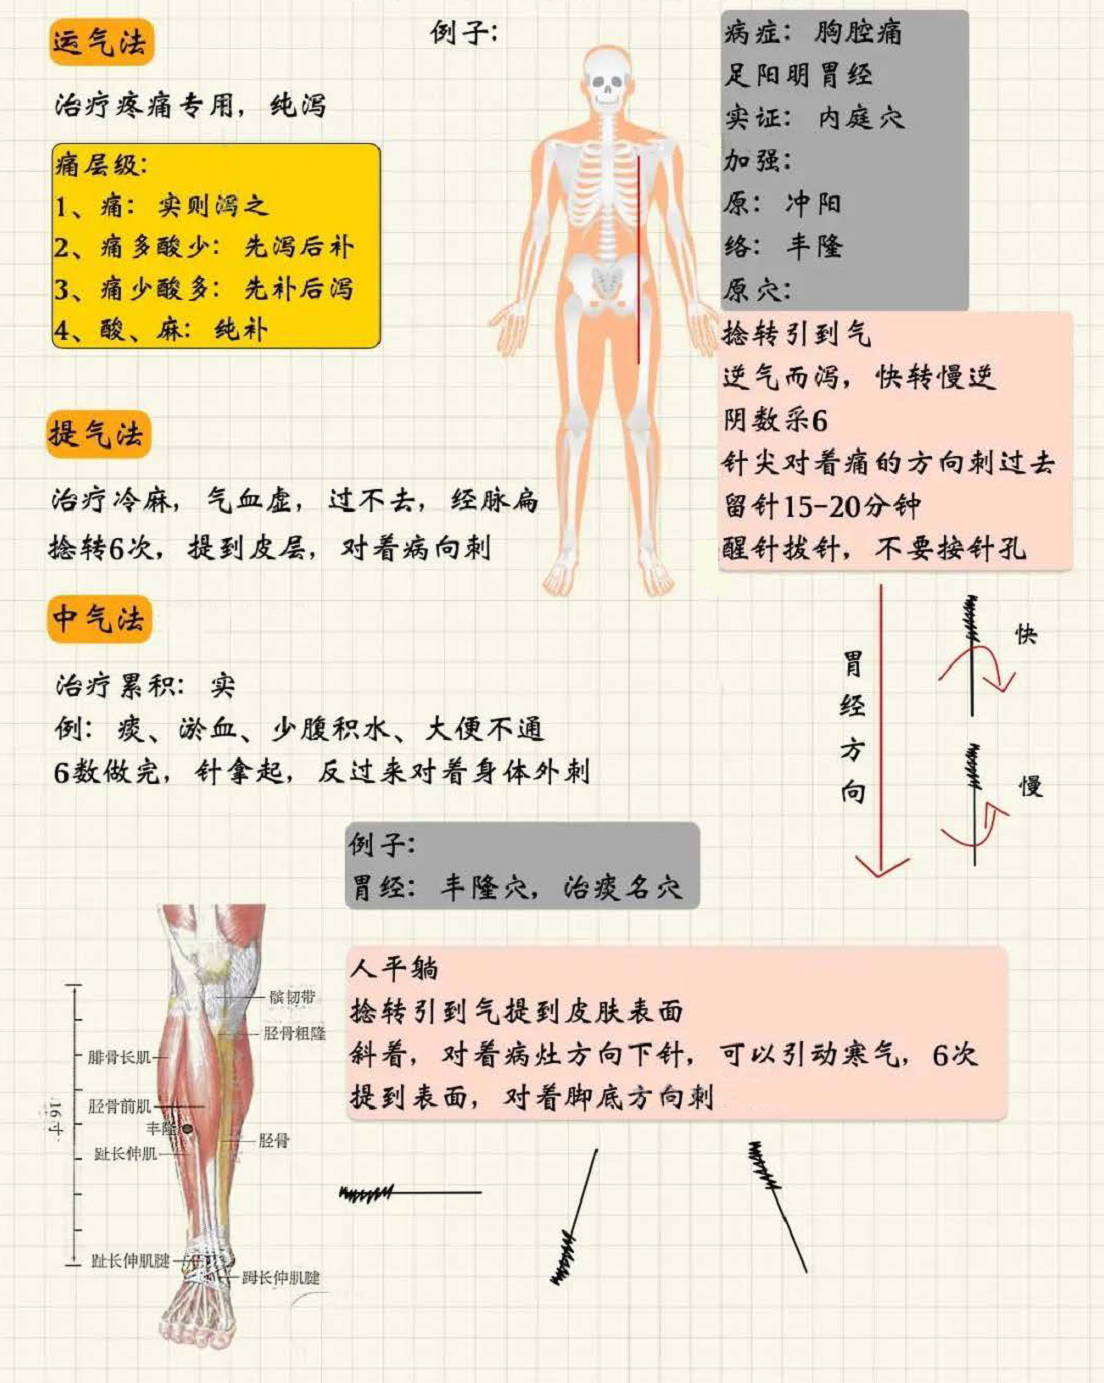 运气法
治疗疼痛专用，纯泻
痛层级：
1、痛：实则泻之
2、痛多酸少：先泻后补
3、痛少酸多：先补后泻
4、酸、麻：纯补
例子：
病症：胸腔痛
足阳明胃经
实证：内庭穴
加强：
原：冲阳
络：丰隆
原穴：
捻转引到气
逆气而泻，快转慢逆
阴数采6
针尖对着痛的方向刺过去
留针15-20分钟
醒针拔针，不要按针孔
提气法
治疗冷麻，气血虚，过不去，经脉扁
捻转6次，提到皮层，对着病向刺
中气法
治疗累积：实
例：痰、淤血、少腹积水、大便不通
6数做完，针拿起，反过来对着身体外刺
胃经方向
快
慢
例子：
胃经：丰隆穴，治痰名穴
人平躺
捻转引到气提到皮肤表面
斜着，对着病灶方向下针，可以引动寒气，6次
提到表面，对着脚底方向刺
髌韧带
胫骨粗隆
腓骨长肌
胫骨前肌
丰隆
趾长伸肌
胫骨
16寸
趾长伸肌腱
𧿹长伸肌腱